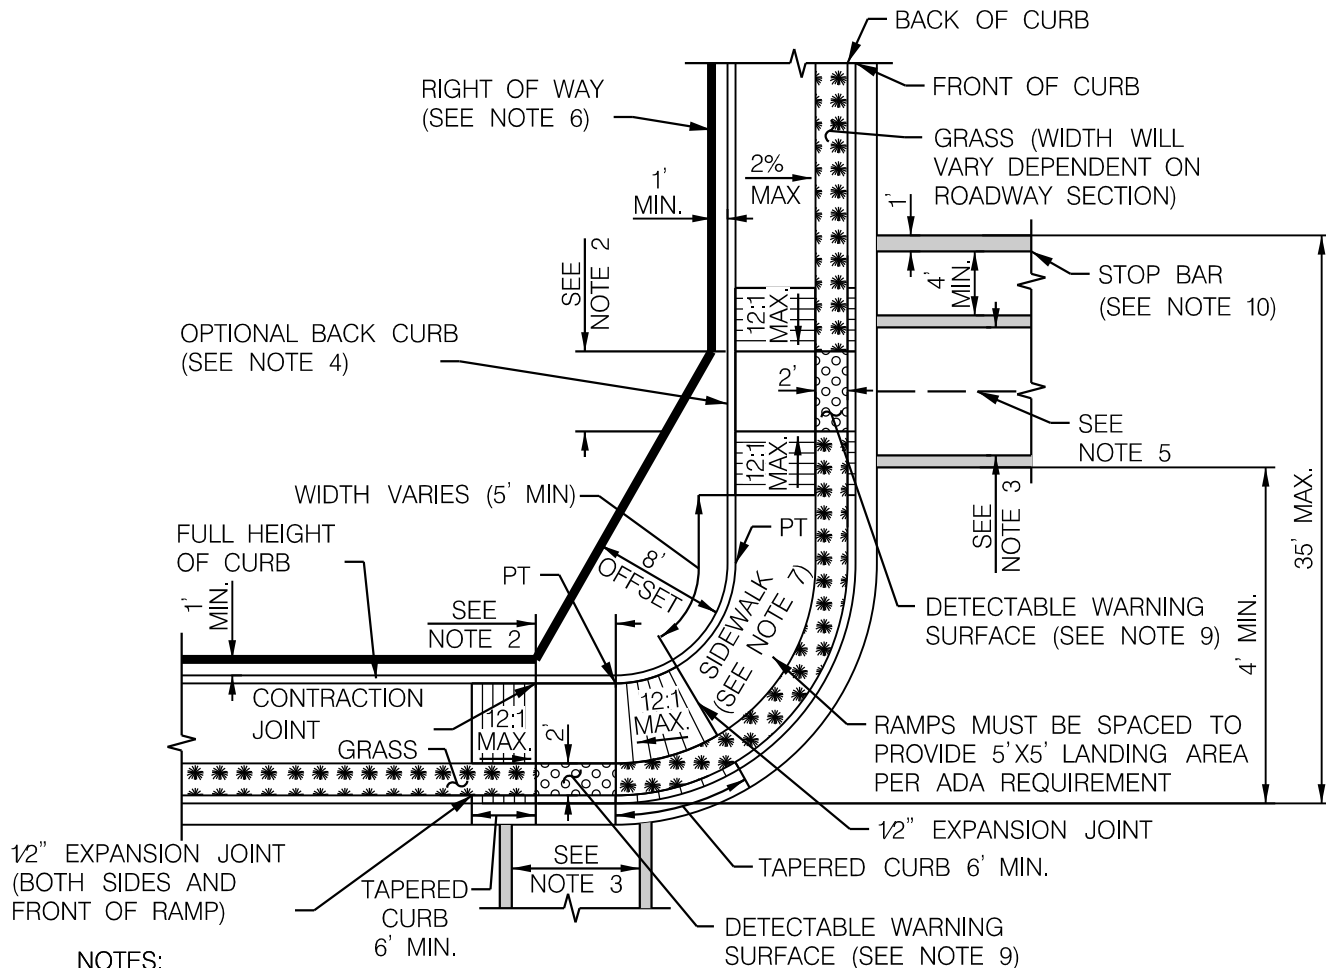 BACK OF CURB
FRONT OF CURB
RIGHT OF WAY
(SEE NOTE 6)
GRASS (WIDTH WILL
VARY DEPENDENT ON
ROADWAY SECTION)
1'
MIN.
2%
MAX
1'
SEE
NOTE 2
4'
MIN.
STOP BAR
(SEE NOTE 10)
12:1
MAX.
OPTIONAL BACK CURB
(SEE NOTE 4)
2'
SEE
NOTE 5
12:1
MAX.
WIDTH VARIES (5' MIN)
SEE
NOTE 3
35' MAX.
FULL HEIGHT
OF CURB
PT
8'
OFFSET
PT
1'
MIN.
SEE
NOTE 2
SIDEWALK
(SEE NOTE 7)
DETECTABLE WARNING
SURFACE (SEE NOTE 9)
4' MIN.
CONTRACTION
JOINT
12:1
MAX.
2'
12:1
MAX.
GRASS
RAMPS MUST BE SPACED TO
PROVIDE 5'X5' LANDING AREA
PER ADA REQUIREMENT
1/2" EXPANSION JOINT
1/2" EXPANSION JOINT
(BOTH SIDES AND
FRONT OF RAMP)
TAPERED
CURB
6' MIN.
SEE
NOTE 3
TAPERED CURB 6' MIN.
DETECTABLE WARNING
SURFACE (SEE NOTE 9)
NOTES: